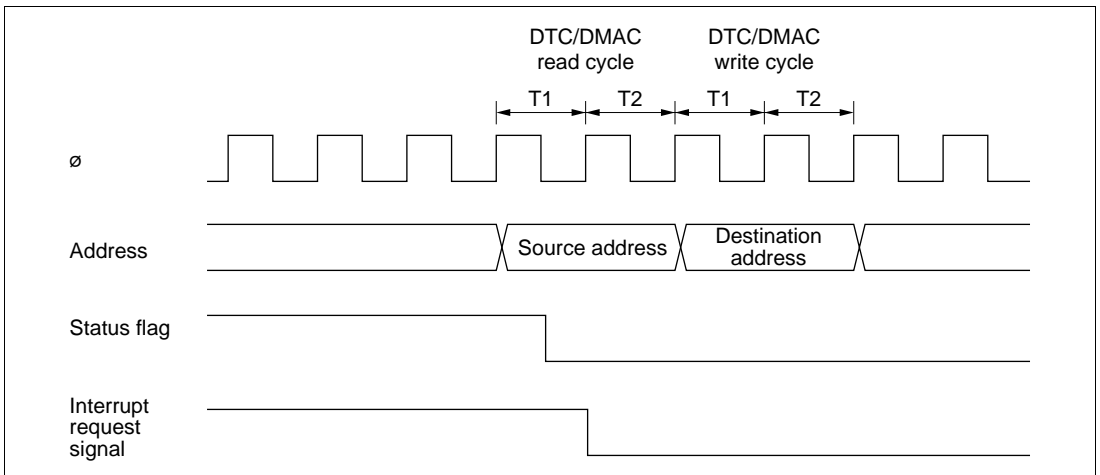 DTC/DMAC
read cycle
DTC/DMAC
write cycle
T1
T2
T1
T2
ø
Address
Source address
Destination
address
Status flag
Interrupt
request
signal